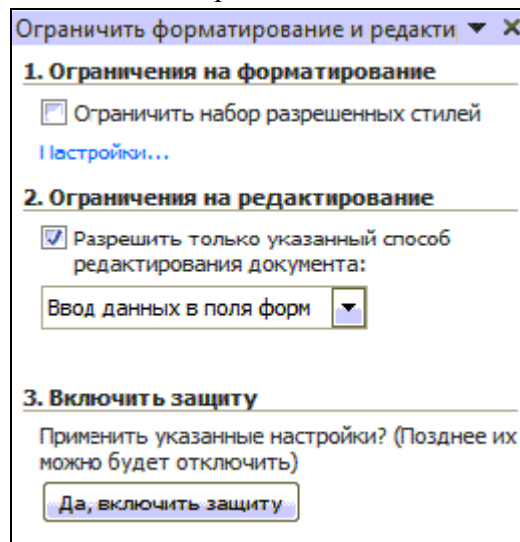 Ограничить форматирование и редакти
1. Ограничения на форматирование
Ограничить набор разрешенных стилей
Настройки...
2. Ограничения на редактирование
Разрешить только указанный способ
редактирования документа:
Ввод данных в поля форм
3. Включить защиту
Применить указанные настройки? (Позднее их
можно будет отключить)
Да, включить защиту